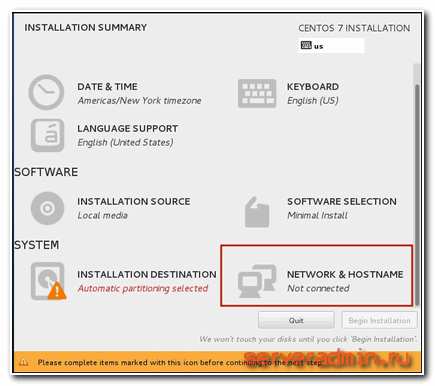 INSTALLATION SUMMARY
CENTOS 7 INSTALLATION
us
DATE & TIME
Americas/New York timezone
KEYBOARD
English (US)
LANGUAGE SUPPORT
English (United States)
SOFTWARE
INSTALLATION SOURCE
Local media
SOFTWARE SELECTION
Minimal Install
SYSTEM
INSTALLATION DESTINATION
Automatic partitioning selected
NETWORK & HOSTNAME
Not connected
Quit
Begin Installation
We won't touch your disks until you click 'Begin Installation'.
Please complete items marked with this icon before continuing to the next step.
serveradmin.ru